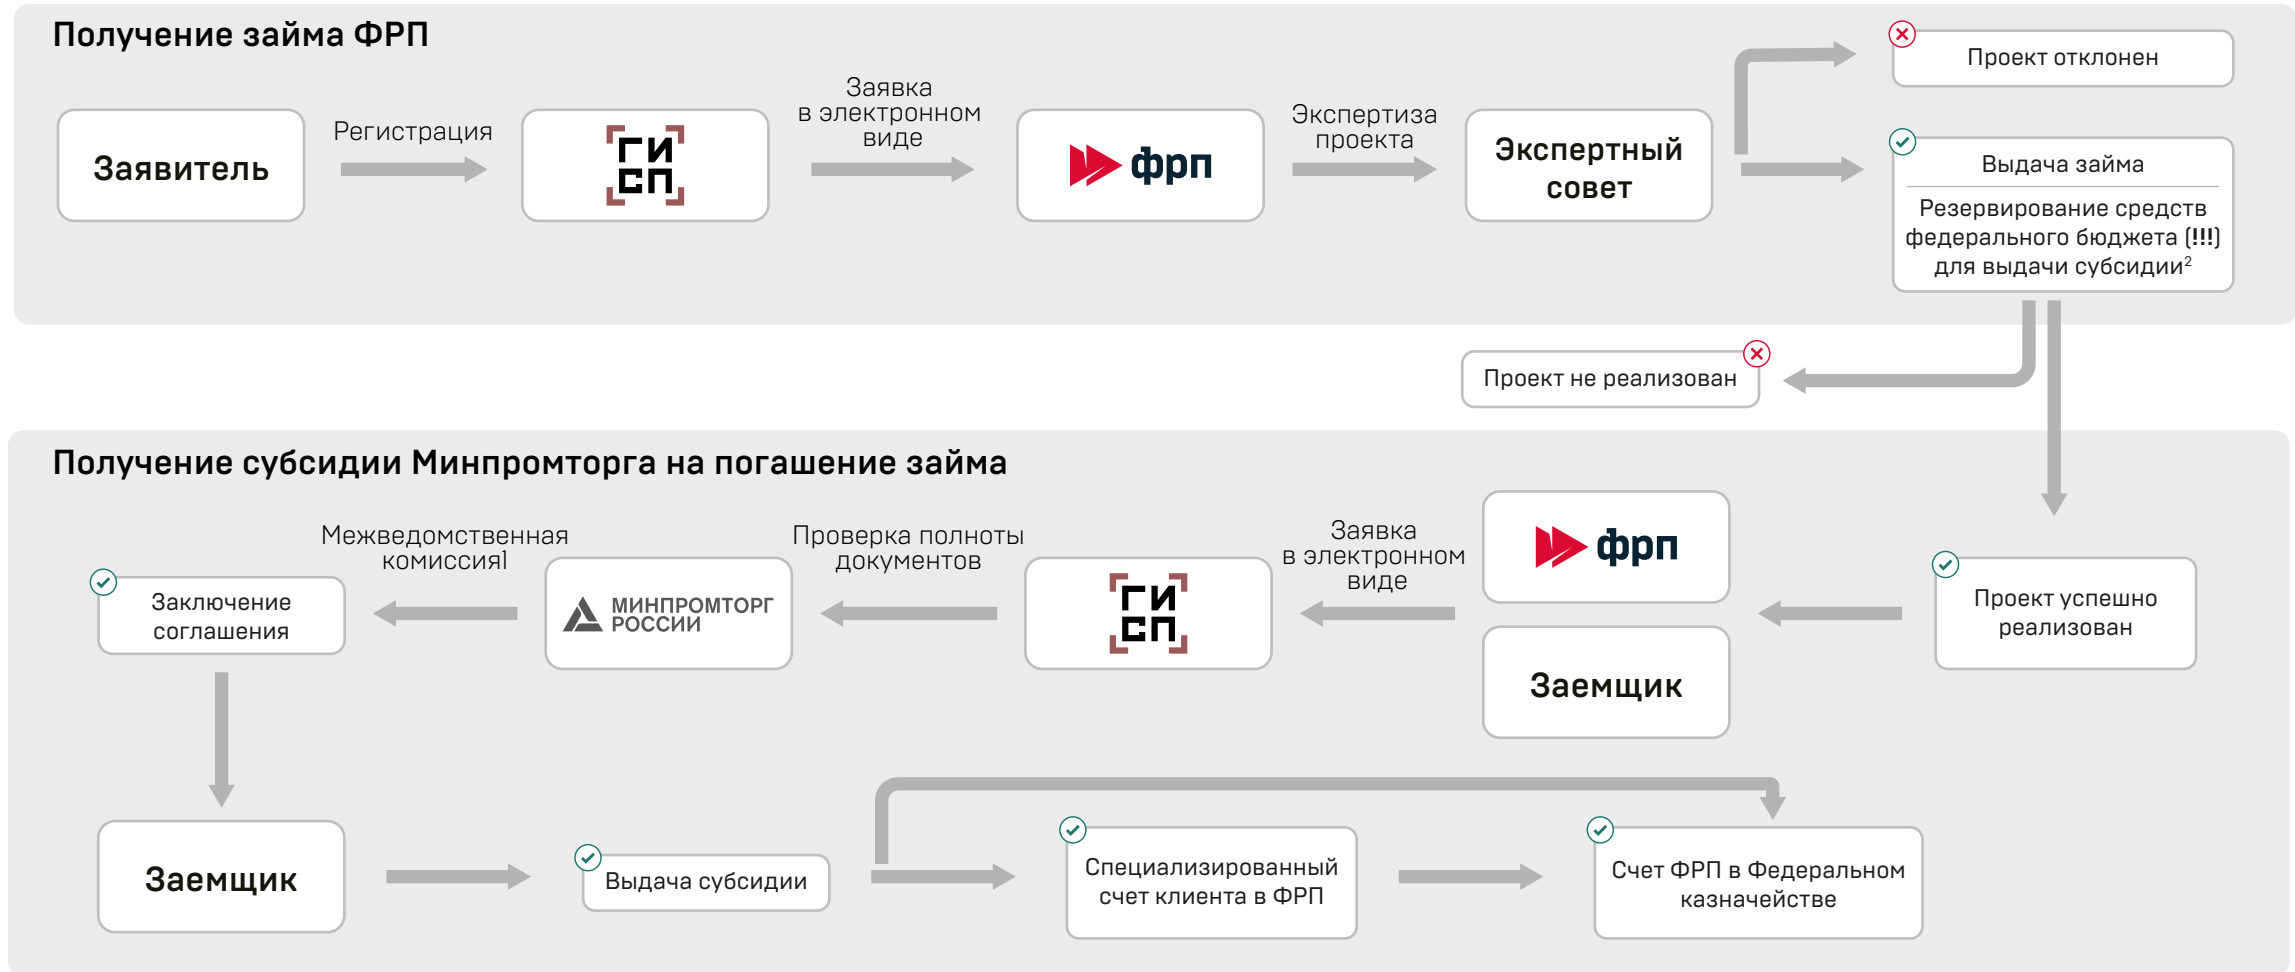 Получение займа ФРП
Заявитель
Регистрация
ГИ
СП
Заявка
в электронном
виде
фрп
Экспертиза
проекта
Экспертный
совет
Проект отклонен
Выдача займа
Резервирование средств
федерального бюджета (!!!)
для выдачи субсидии²
Проект не реализован
Получение субсидии Минпромторга на погашение займа
Проект успешно
реализован
фрп
Заемщик
Заявка
в электронном
виде
ГИ
СП
Проверка полноты
документов
МИНПРОМТОРГ
РОССИИ
Межведомственная
комиссия1
Заключение
соглашения
Заемщик
Выдача субсидии
Специализированный
счет клиента в ФРП
Счет ФРП в Федеральном
казначействе